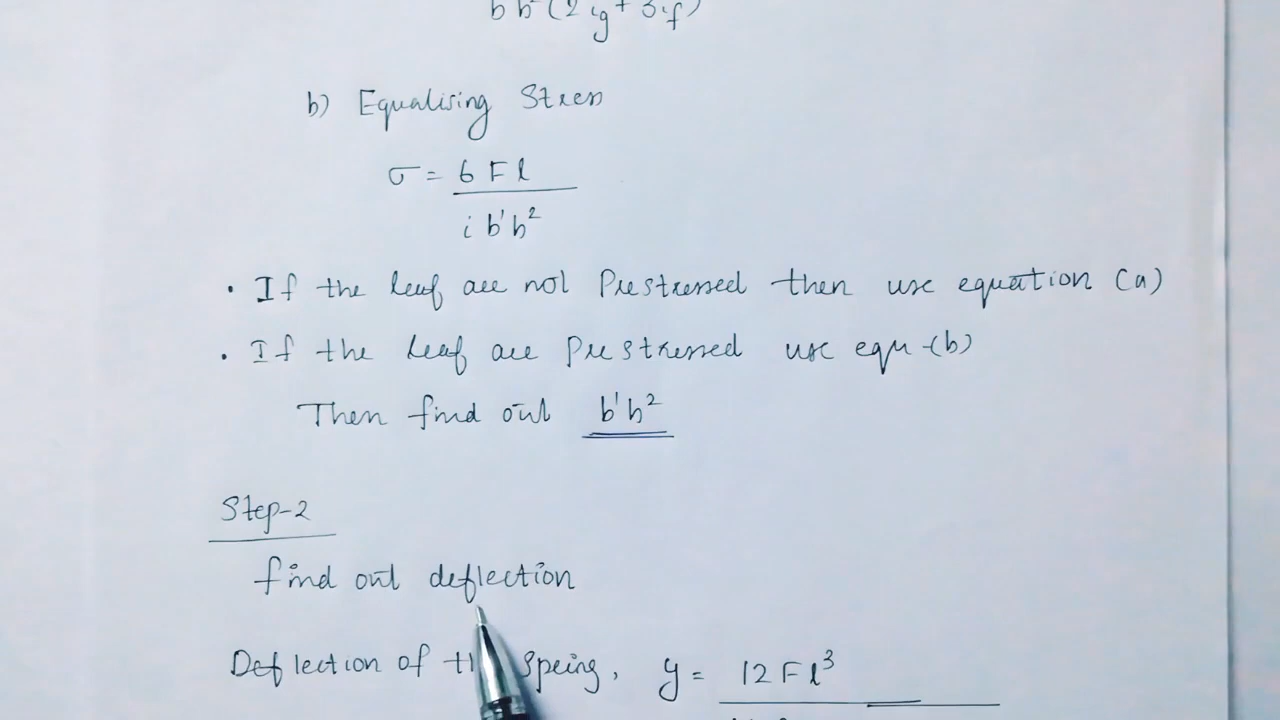 b) Equalising Stress
σ = 6 F l
i b' h²
• If the leaf are not Prestressed then use equation (a)
• If the leaf are Prestressed use equ-(b)
Then find out b'h²
Step-2
find out deflection
Deflection of the Speing, y = 12 F l³